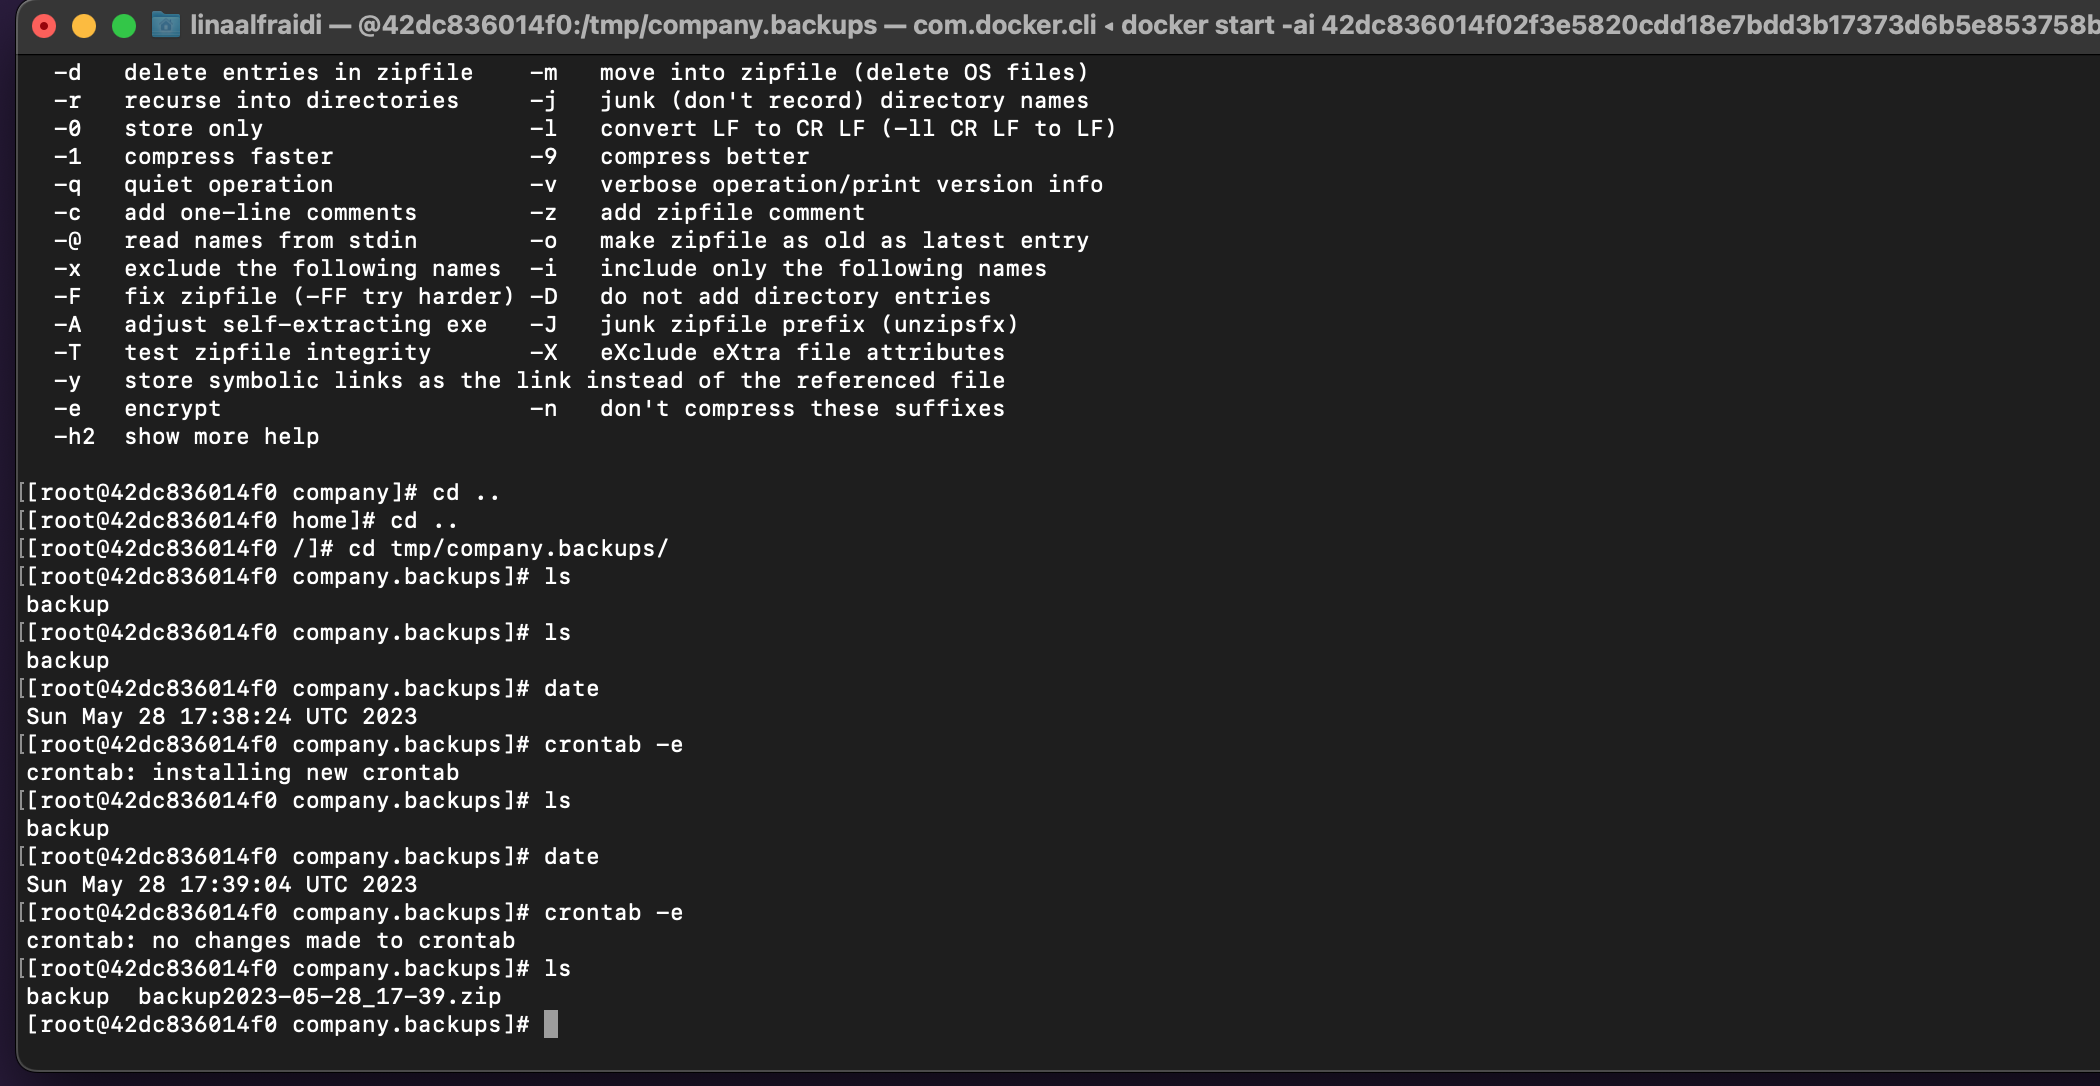 linaalfraidi — @42dc836014f0:/tmp/company.backups — com.docker.cli ◂ docker start -ai 42dc836014f02f3e5820cdd18e7bdd3b17373d6b5e853758b
-d   delete entries in zipfile    -m   move into zipfile (delete OS files)
-r   recurse into directories     -j   junk (don't record) directory names
-0   store only                   -l   convert LF to CR LF (-ll CR LF to LF)
-1   compress faster              -9   compress better
-q   quiet operation              -v   verbose operation/print version info
-c   add one-line comments        -z   add zipfile comment
-@   read names from stdin        -o   make zipfile as old as latest entry
-x   exclude the following names  -i   include only the following names
-F   fix zipfile (-FF try harder) -D   do not add directory entries
-A   adjust self-extracting exe   -J   junk zipfile prefix (unzipsfx)
-T   test zipfile integrity       -X   eXclude eXtra file attributes
-y   store symbolic links as the link instead of the referenced file
-e   encrypt                      -n   don't compress these suffixes
-h2  show more help
[[root@42dc836014f0 company]# cd ..
[[root@42dc836014f0 home]# cd ..
[[root@42dc836014f0 /]# cd tmp/company.backups/
[[root@42dc836014f0 company.backups]# ls
backup
[[root@42dc836014f0 company.backups]# ls
backup
[[root@42dc836014f0 company.backups]# date
Sun May 28 17:38:24 UTC 2023
[[root@42dc836014f0 company.backups]# crontab -e
crontab: installing new crontab
[[root@42dc836014f0 company.backups]# ls
backup
[[root@42dc836014f0 company.backups]# date
Sun May 28 17:39:04 UTC 2023
[[root@42dc836014f0 company.backups]# crontab -e
crontab: no changes made to crontab
[[root@42dc836014f0 company.backups]# ls
backup  backup2023-05-28_17-39.zip
[root@42dc836014f0 company.backups]#